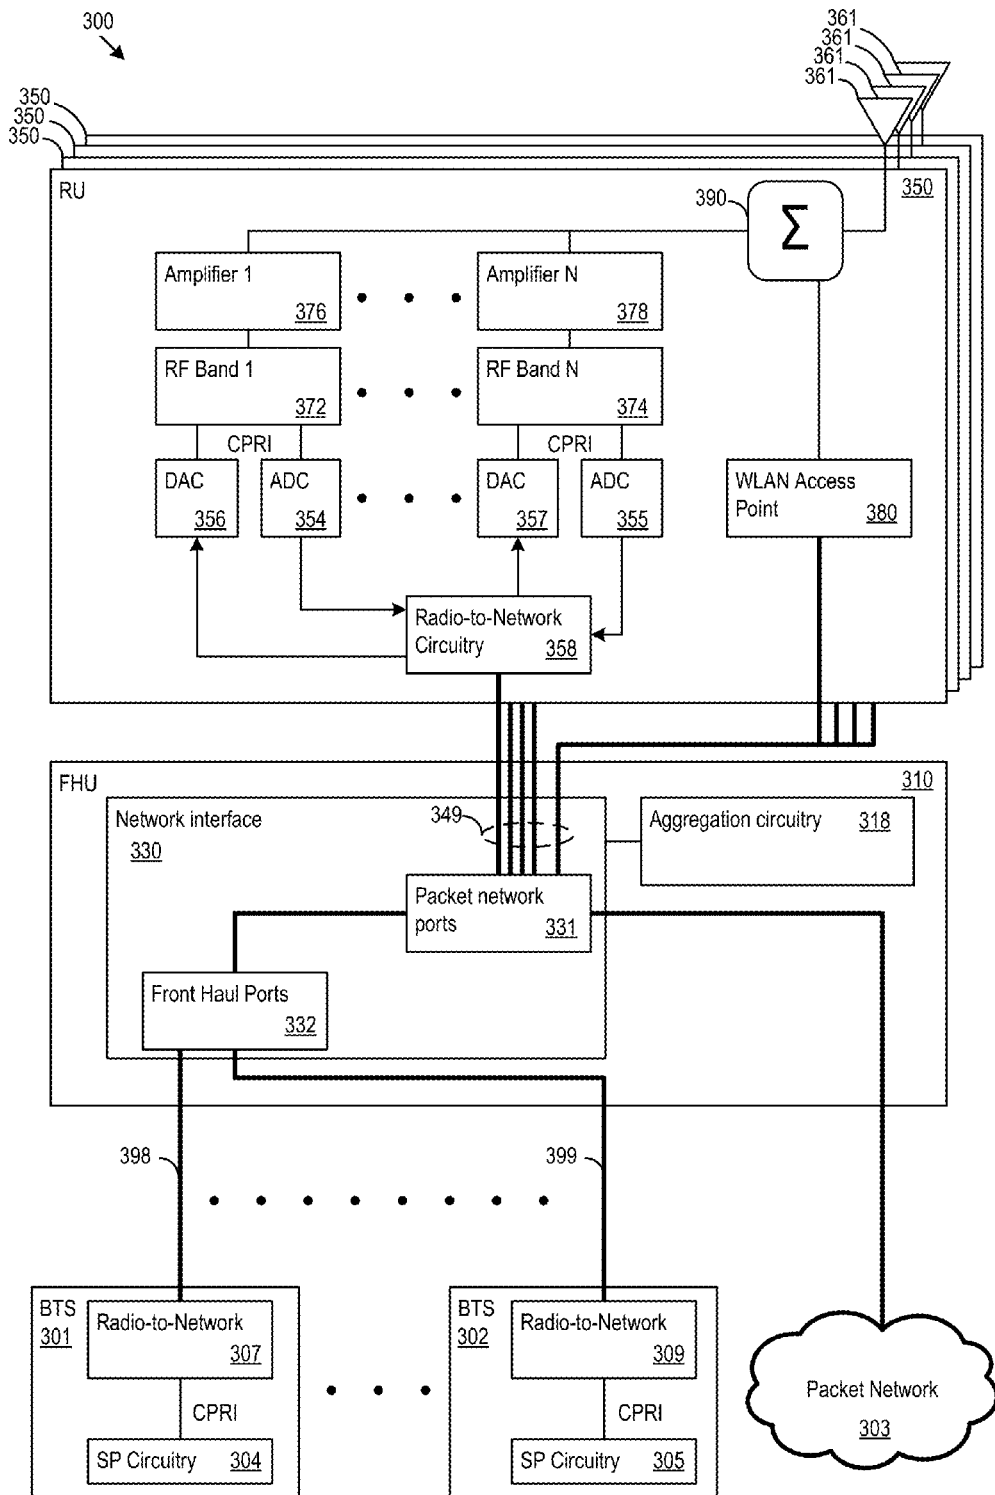 300
361
361
361
361
350
350
350
RU
350
390
Σ
Amplifier 1
376
Amplifier N
378
RF Band 1
372
RF Band N
374
CPRI
CPRI
DAC
356
ADC
354
DAC
357
ADC
355
WLAN Access
Point
380
Radio-to-Network
Circuitry
358
FHU
310
Network interface
330
349
Aggregation circuitry
318
Packet network
ports
331
Front Haul Ports
332
398
399
BTS
301
Radio-to-Network
307
CPRI
SP Circuitry
304
BTS
302
Radio-to-Network
309
CPRI
SP Circuitry
305
Packet Network
303